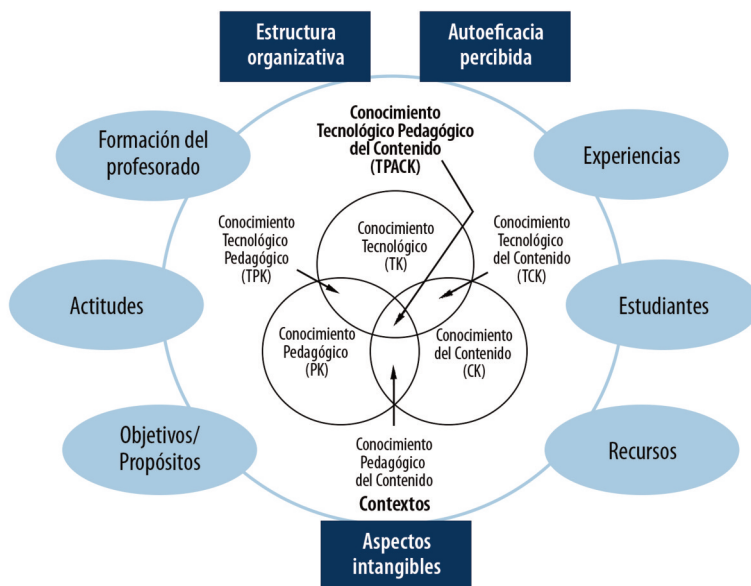 Estructura
organizativa
Autoeficacia
percibida
Conocimiento
Tecnológico Pedagógico
del Contenido
(TPACK)
Formación del
profesorado
Experiencias
Conocimiento
Tecnológico
Pedagógico
(TPK)
Conocimiento
Tecnológico
(TK)
Conocimiento
Tecnológico
del Contenido
(TCK)
Actitudes
Estudiantes
Conocimiento
Pedagógico
(PK)
Conocimiento
del Contenido
(CK)
Objetivos/
Propósitos
Recursos
Conocimiento
Pedagógico
del Contenido
Contextos
Aspectos
intangibles